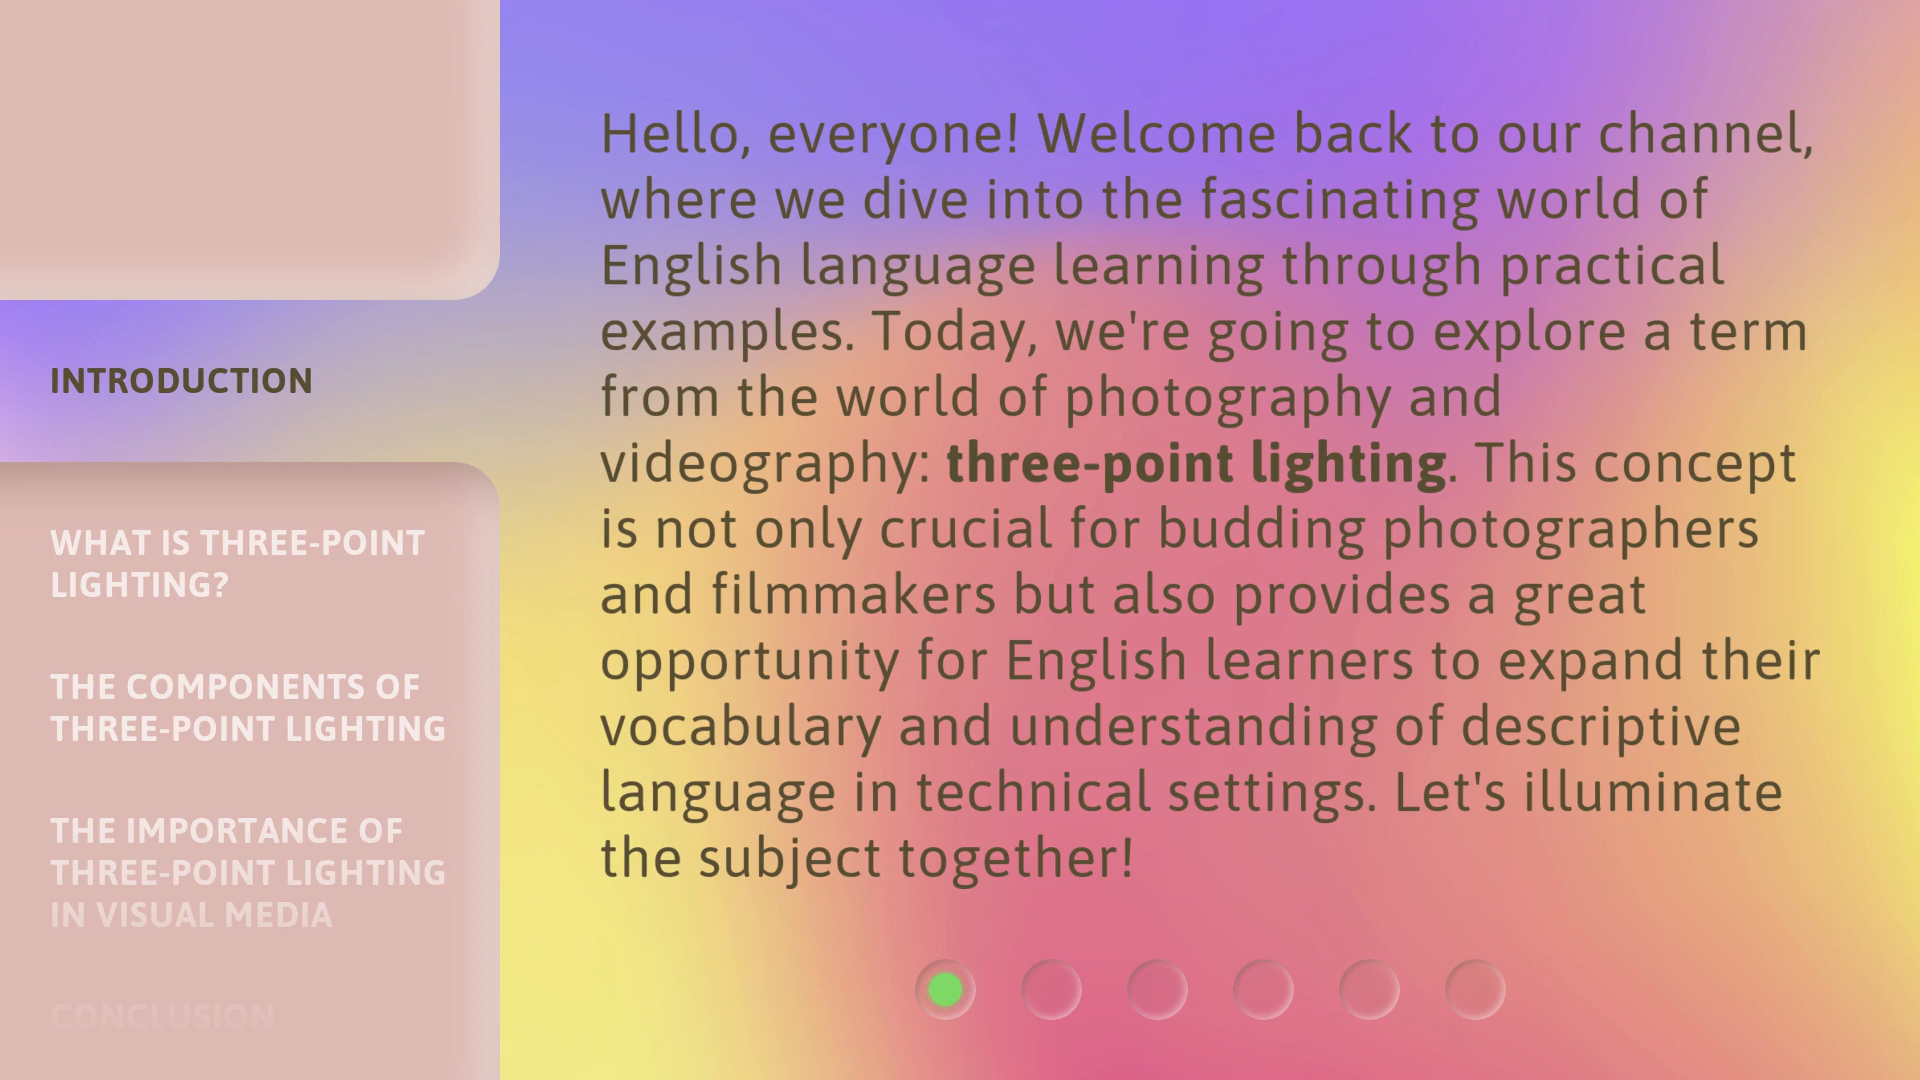 INTRODUCTION
WHAT IS THREE-POINT
LIGHTING?
THE COMPONENTS OF
THREE-POINT LIGHTING
THE IMPORTANCE OF
THREE-POINT LIGHTING
IN VISUAL MEDIA
CONCLUSION
Hello, everyone! Welcome back to our channel,
where we dive into the fascinating world of
English language learning through practical
examples. Today, we're going to explore a term
from the world of photography and
videography: three-point lighting. This concept
is not only crucial for budding photographers
and filmmakers but also provides a great
opportunity for English learners to expand their
vocabulary and understanding of descriptive
language in technical settings. Let's illuminate
the subject together!